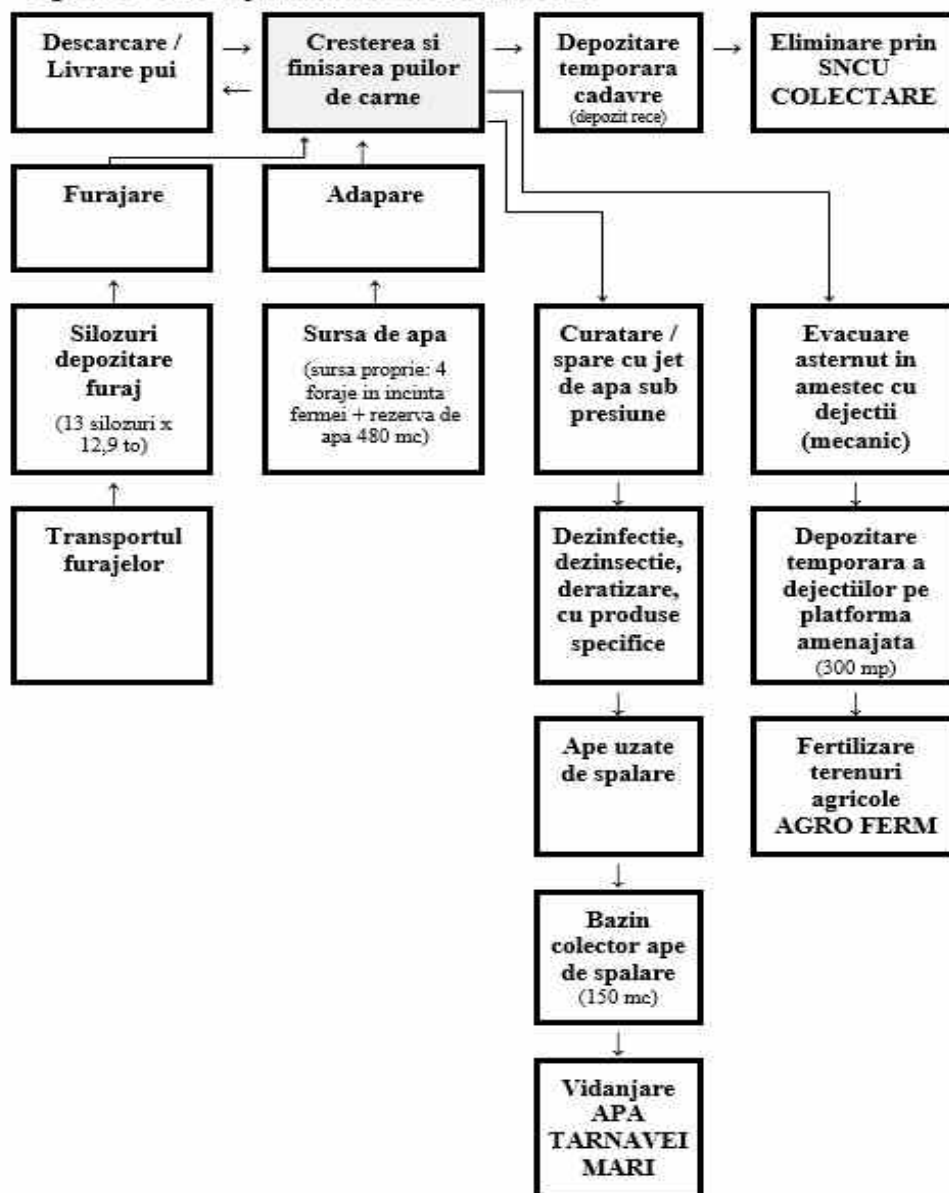 Descarcare /
Livrare pui
→
←
Cresterea si
finisarea puilor
de carne
→
Depozitare
temporara
cadavre
(depozit rece)
→
Eliminare prin
SNCU
COLECTARE
Furajare
Adapare
Silozuri
depozitare
furaj
(13 silozuri x
12,9 to)
Sursa de apa
(sursa proprie: 4
foraje in incinta
fermei + rezerva de
apa 480 mc)
Curatare /
spare cu jet
de apa sub
presiune
Evacuare
asternut in
amestec cu
dejectii
(mecanic)
Transportul
furajelor
Dezinfectie,
dezinsectie,
deratizare,
cu produse
specifice
Depozitare
temporara a
dejectiilor pe
platforma
amenajata
(300 mp)
Ape uzate
de spalare
Fertilizare
terenuri
agricole
AGRO FERM
Bazin
colector ape
de spalare
(150 mc)
Vidanjare
APA
TARNAVEI
MARI